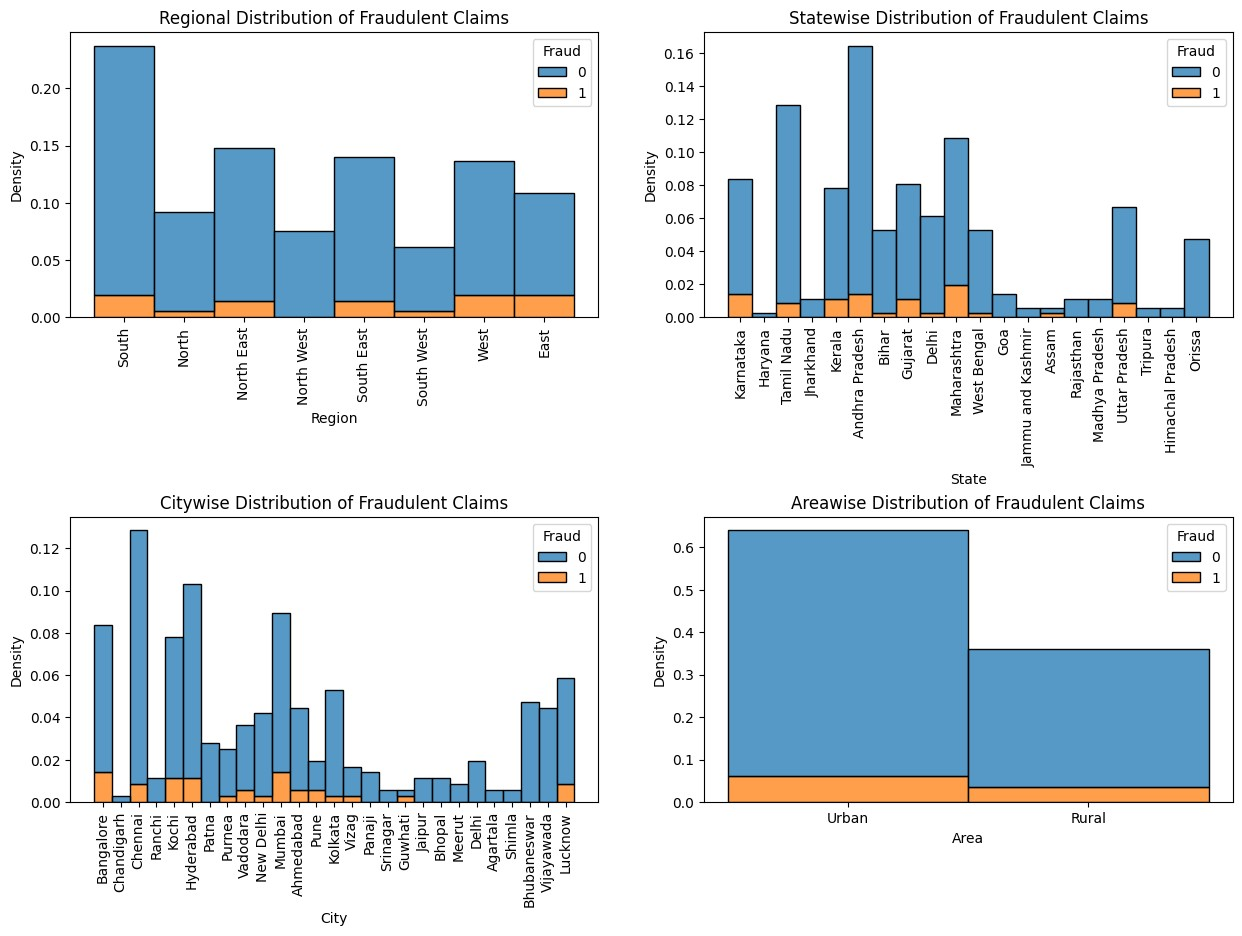 Regional Distribution of Fraudulent Claims
Density
0.20
0.15
0.10
0.05
0.00
Fraud
0
1
South
North
North East
North West
South East
South West
West
East
Region
Statewise Distribution of Fraudulent Claims
Density
0.16
0.14
0.12
0.10
0.08
0.06
0.04
0.02
0.00
Fraud
0
1
Karnataka
Haryana
Tamil Nadu
Jharkhand
Kerala
Andhra Pradesh
Bihar
Gujarat
Delhi
Maharashtra
West Bengal
Goa
Jammu and Kashmir
Assam
Rajasthan
Madhya Pradesh
Uttar Pradesh
Tripura
Himachal Pradesh
Orissa
State
Citywise Distribution of Fraudulent Claims
Density
0.12
0.10
0.08
0.06
0.04
0.02
0.00
Fraud
0
1
Bangalore
Chandigarh
Chennai
Ranchi
Kochi
Hyderabad
Patna
Purnea
Vadodara
New Delhi
Mumbai
Ahmedabad
Pune
Kolkata
Vizag
Panaji
Srinagar
Guwhati
Jaipur
Bhopal
Meerut
Delhi
Agartala
Shimla
Bhubaneswar
Vijayawada
Lucknow
City
Areawise Distribution of Fraudulent Claims
Density
0.6
0.5
0.4
0.3
0.2
0.1
0.0
Fraud
0
1
Urban
Rural
Area